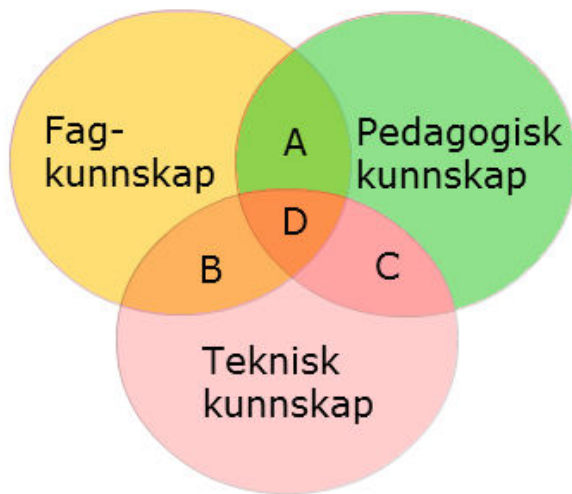 Fag-
kunnskap
A
Pedagogisk
kunnskap
D
B
C
Teknisk
kunnskap